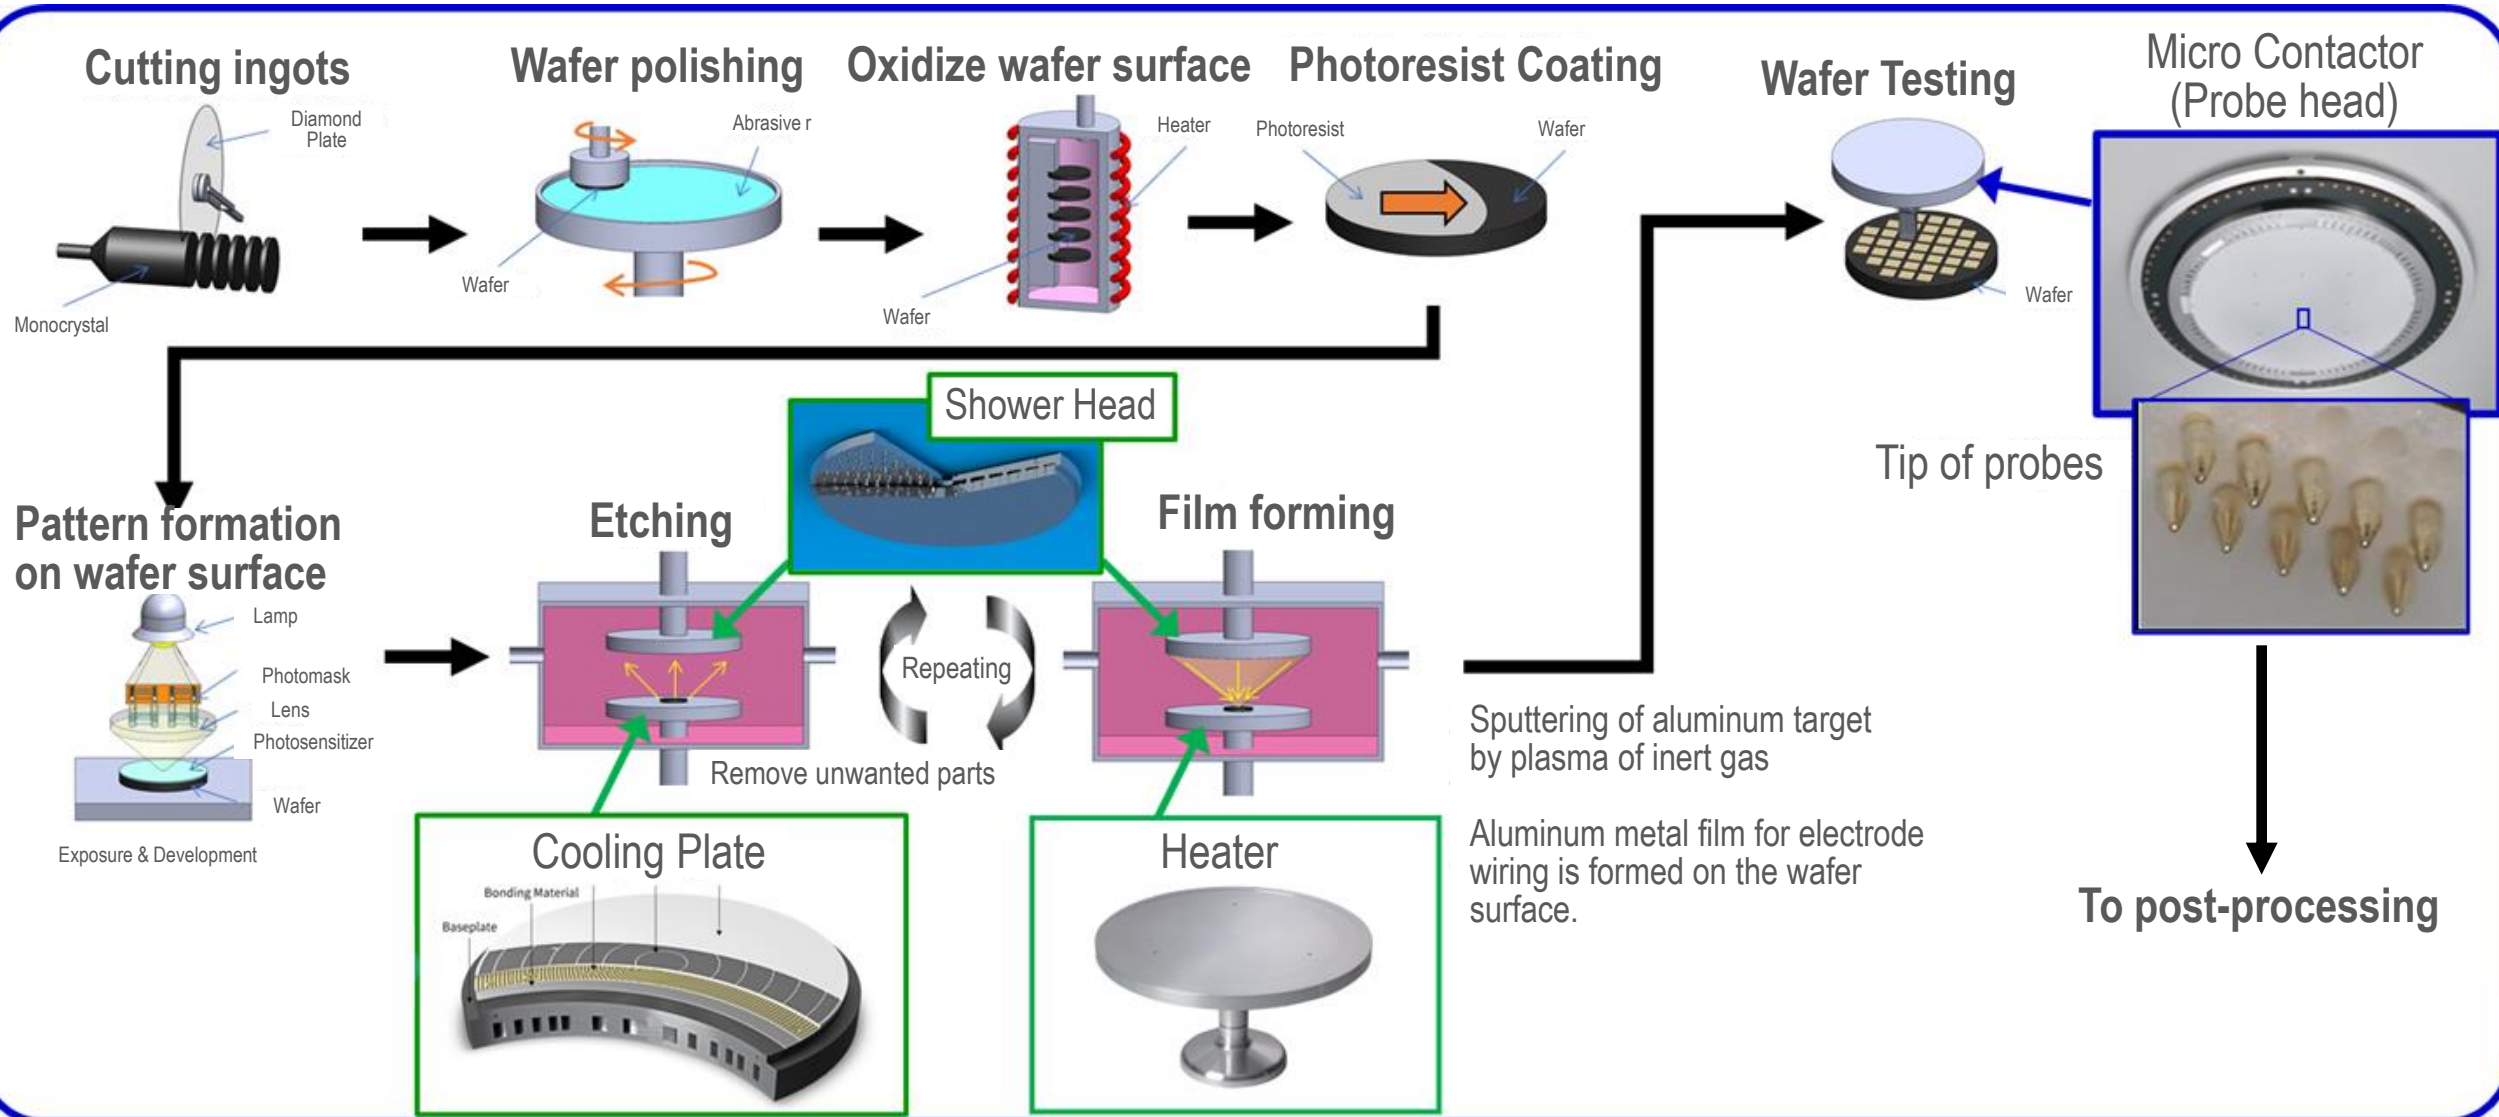 Cutting ingots
Diamond
Plate
Monocrystal
Wafer polishing
Abrasive r
Wafer
Oxidize wafer surface
Heater
Wafer
Photoresist Coating
Photoresist
Wafer
Wafer Testing
Wafer
Micro Contactor
(Probe head)
Tip of probes
Pattern formation
on wafer surface
Lamp
Photomask
Lens
Photosensitizer
Wafer
Exposure & Development
Etching
Remove unwanted parts
Shower Head
Repeating
Film forming
Sputtering of aluminum target
by plasma of inert gas
Aluminum metal film for electrode
wiring is formed on the wafer
surface.
Cooling Plate
Bonding Material
Baseplate
Heater
To post-processing